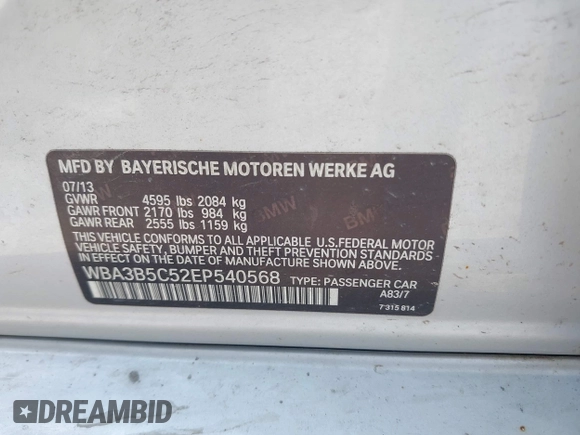 MFD BY BAYERISCHE MOTOREN WERKE AG
07/13
GVWR 4595 lbs 2084 kg
GAWR FRONT 2170 lbs 984 kg
GAWR REAR 2555 lbs 1159 kg
THIS VEHICLE CONFORMS TO ALL APPLICABLE U.S.FEDERAL MOTOR
VEHICLE SAFETY, BUMPER AND THEFT PREVENTION STANDARDS
IN EFFECT ON THE DATE OF MANUFACTURE SHOWN ABOVE.
WBA3B5C52EP540568 TYPE: PASSENGER CAR
A83/7
7 315 814
DREAMBID